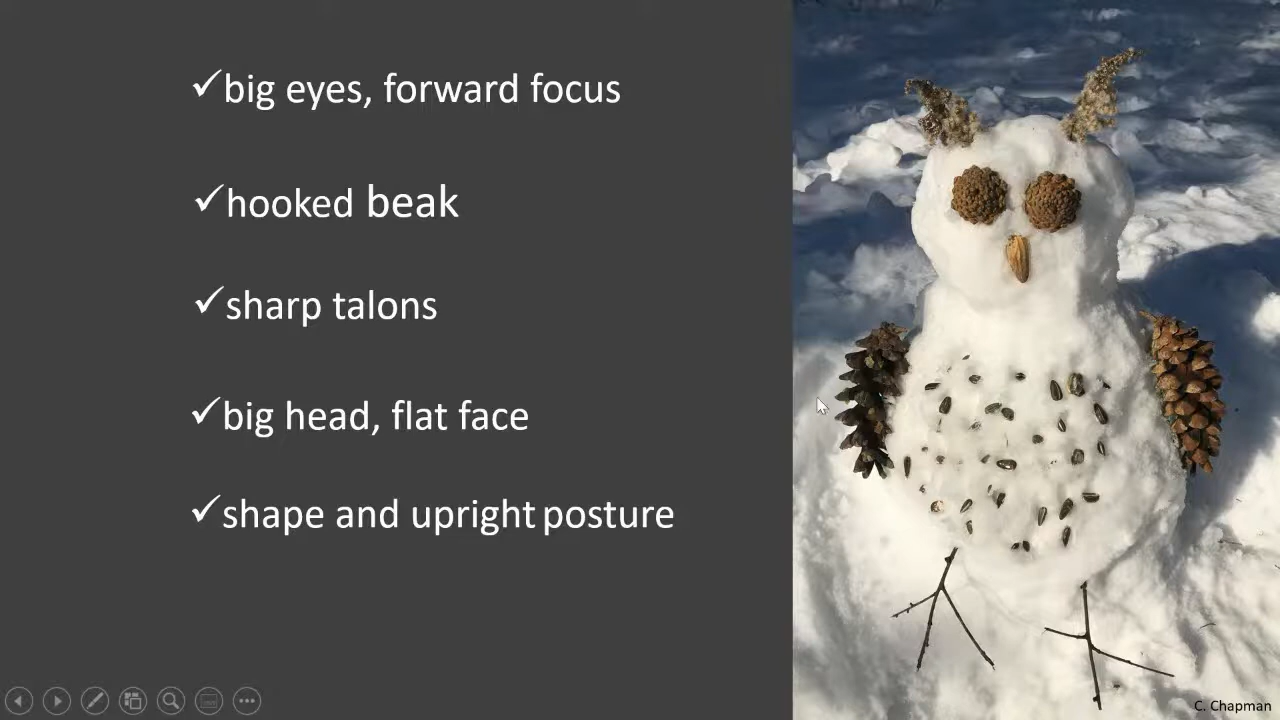 ✓big eyes, forward focus
✓hooked beak
✓sharp talons
✓big head, flat face
✓shape and upright posture
C. Chapman